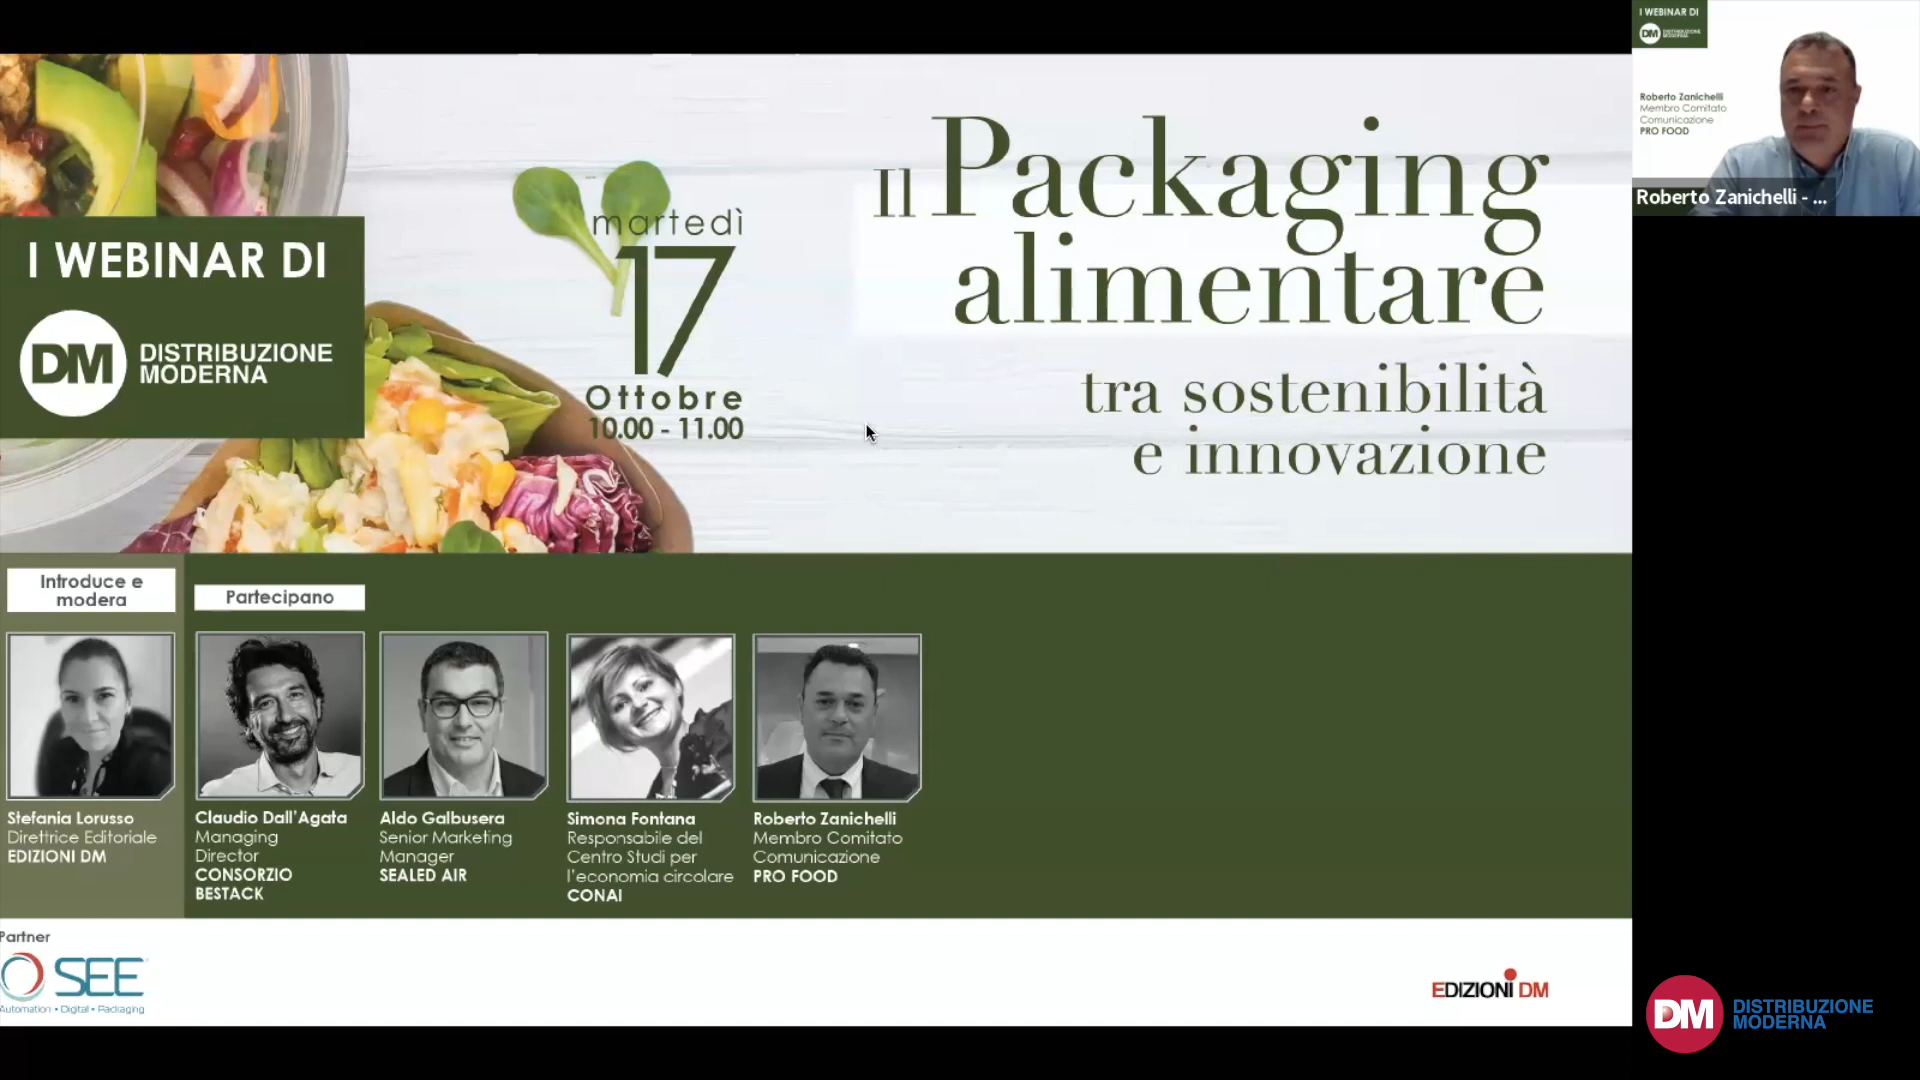 I WEBINAR DI
DM DISTRIBUZIONE
MODERNA
martedì
17
Ottobre
10.00 - 11.00
Il Packaging
alimentare
tra sostenibilità
e innovazione
Introduce e
modera
Partecipano
Stefania Lorusso
Direttrice Editoriale
EDIZIONI DM
Claudio Dall'Agata
Managing
Director
CONSORZIO
BESTACK
Aldo Galbusera
Senior Marketing
Manager
SEALED AIR
Simona Fontana
Responsabile del
Centro Studi per
l'economia circolare
CONAI
Roberto Zanichelli
Membro Comitato
Comunicazione
PRO FOOD
Partner
SEE
Automation • Digital • Packaging
EDIZIONI DM
I WEBINAR DI
DM DISTRIBUZIONE
MODERNA
Roberto Zanichelli
Membro Comitato
Comunicazione
PRO FOOD
Roberto Zanichelli - ...
DM DISTRIBUZIONE
MODERNA